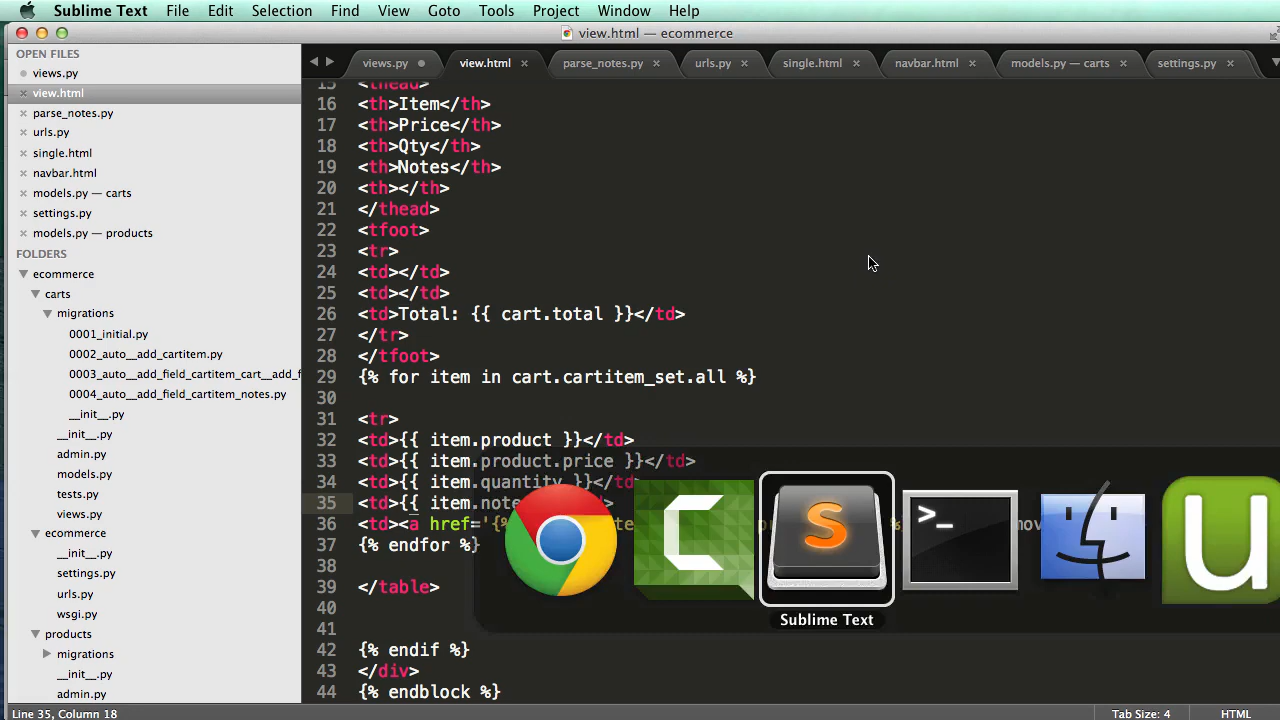 Sublime Text File Edit Selection Find View Goto Tools Project Window Help
view.html — ecommerce
OPEN FILES
views.py
view.html
parse_notes.py
urls.py
single.html
navbar.html
models.py — carts
settings.py
models.py — products
FOLDERS
ecommerce
carts
migrations
0001_initial.py
0002_auto__add_cartitem.py
0003_auto__add_field_cartitem_cart__add_f
0004_auto__add_field_cartitem_notes.py
__init__.py
__init__.py
admin.py
models.py
tests.py
views.py
ecommerce
__init__.py
settings.py
urls.py
wsgi.py
products
migrations
__init__.py
admin.py
views.py view.html parse_notes.py urls.py single.html navbar.html models.py — carts settings.py
15 <thead>
16 <th>Item</th>
17 <th>Price</th>
18 <th>Qty</th>
19 <th>Notes</th>
20 <th></th>
21 </thead>
22 <tfoot>
23 <tr>
24 <td></td>
25 <td></td>
26 <td>Total: {{ cart.total }}</td>
27 </tr>
28 </tfoot>
29 {% for item in cart.cartitem_set.all %}
30
31 <tr>
32 <td>{{ item.product }}</td>
33 <td>{{ item.product.price }}</td>
34 <td>{{ item.quantity }}</td>
35 <td>{{ item.note
36 <td><a href='{%
37 {% endfor %}
38
39 </table>
40
41
42 {% endif %}
43 </div>
44 {% endblock %}
Sublime Text
Line 35, Column 18 Tab Size: 4 HTML